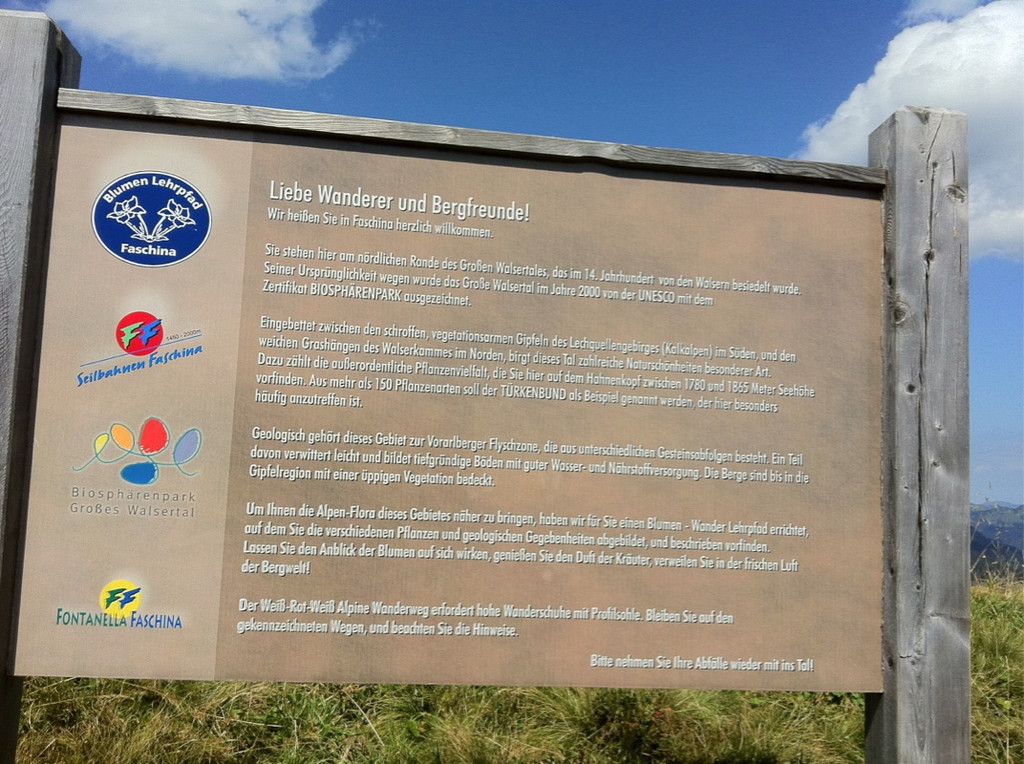 Blumen Lehrpfad
Faschina
FF
1450 - 2000m
Seilbahnen Faschina
Biosphärenpark
Großes Walsertal
FF
FONTANELLA FASCHINA
Liebe Wanderer und Bergfreunde!
Wir heißen Sie in Faschina herzlich willkommen.
Sie stehen hier am nördlichen Rande des Großen Walsertales, das im 14. Jahrhundert von den Walsern besiedelt wurde.
Seiner Ursprünglichkeit wegen wurde das Große Walsertal im Jahre 2000 von der UNESCO mit dem
Zertifikat BIOSPHÄRENPARK ausgezeichnet.
Eingebettet zwischen den schroffen, vegetationsarmen Gipfeln des Lechquellengebirges (Kalkalpen) im Süden, und den
weichen Grashängen des Walserkammes im Norden, birgt dieses Tal zahlreiche Naturschönheiten besonderer Art.
Dazu zählt die außerordentliche Pflanzenvielfalt, die Sie hier auf dem Hahnenkopf zwischen 1780 und 1865 Meter Seehöhe
vorfinden. Aus mehr als 150 Pflanzenarten soll der TÜRKENBUND als Beispiel genannt werden, der hier besonders
häufig anzutreffen ist.
Geologisch gehört dieses Gebiet zur Vorarlberger Flyschzone, die aus unterschiedlichen Gesteinsabfolgen besteht. Ein Teil
davon verwittert leicht und bildet tiefgründige Böden mit guter Wasser- und Nährstoffversorgung. Die Berge sind bis in die
Gipfelregion mit einer üppigen Vegetation bedeckt.
Um Ihnen die Alpen-Flora dieses Gebietes näher zu bringen, haben wir für Sie einen Blumen - Wander Lehrpfad errichtet,
auf dem Sie die verschiedenen Pflanzen und geologischen Gegebenheiten abgebildet, und beschrieben vorfinden.
Lassen Sie den Anblick der Blumen auf sich wirken, genießen Sie den Duft der Kräuter, verweilen Sie in der frischen Luft
der Bergwelt!
Der Weiß-Rot-Weiß Alpine Wanderweg erfordert hohe Wanderschuhe mit Profilsohle. Bleiben Sie auf den
gekennzeichneten Wegen, und beachten Sie die Hinweise.
Bitte nehmen Sie Ihre Abfälle wieder mit ins Tal!